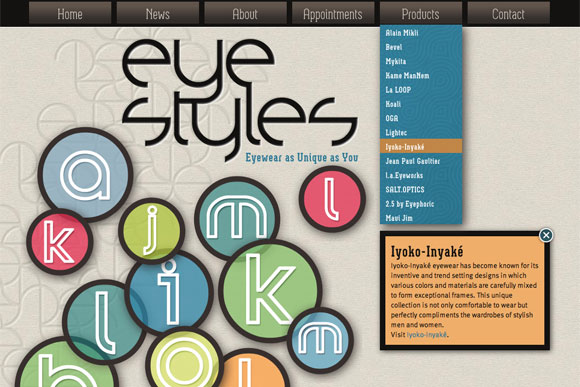 Home
News
About
Appointments
Products
Contact
eye
styles
Eyewear as Unique as You
Alain Mikli
Bevel
Mykita
Kame ManNem
La LOOP
Koali
OGA
Lightec
Iyoko-Inyaké
Jean Paul Gaultier
l.a.Eyeworks
SALT.OPTICS
2.5 by Eyephoric
Maui Jim
a
k
j
m
l
l
i
k
m
b
o
l
Iyoko-Inyaké
Iyoko-Inyaké eyewear has become known for its
inventive and trend setting designs in which
various colors and materials are carefully mixed
to form exceptional frames. This unique
collection is not only comfortable to wear but
perfectly compliments the wardrobes of stylish
men and women.
Visit Iyoko-Inyaké.